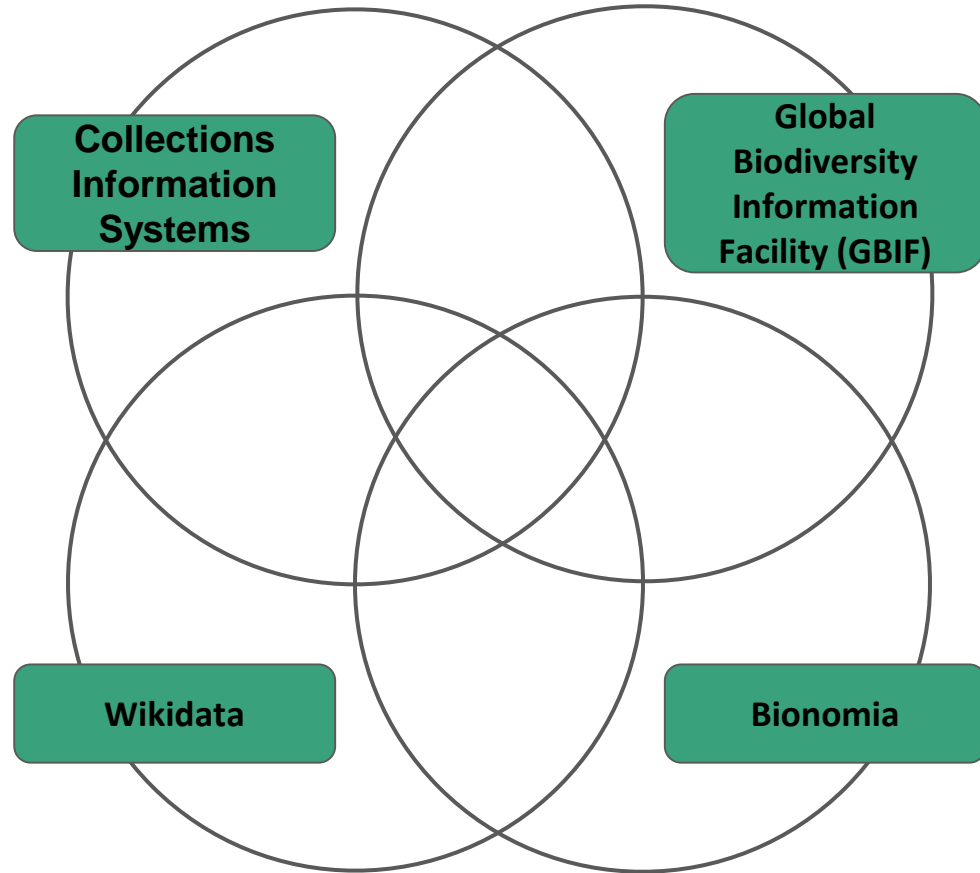 Collections
Information
Systems
Global
Biodiversity
Information
Facility (GBIF)
Wikidata
Bionomia